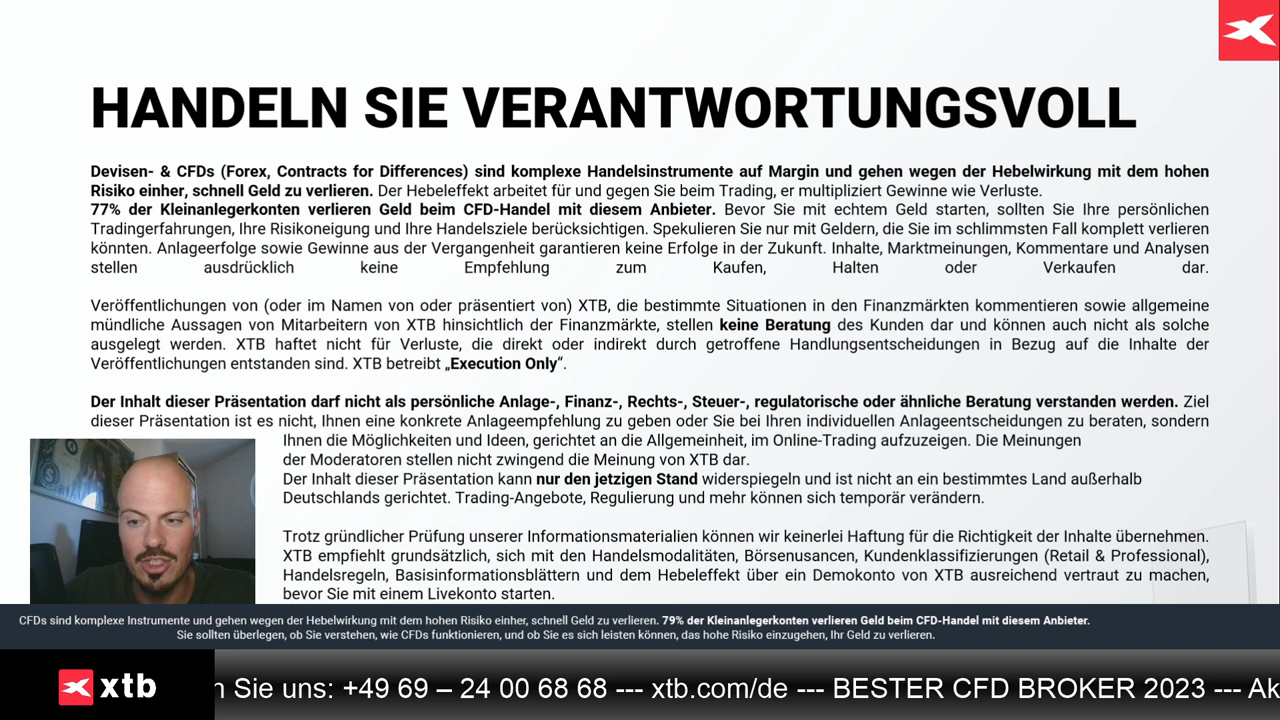 HANDELN SIE VERANTWORTUNGSVOLL
Devisen- & CFDs (Forex, Contracts for Differences) sind komplexe Handelsinstrumente auf Margin und gehen wegen der Hebelwirkung mit dem hohen
Risiko einher, schnell Geld zu verlieren. Der Hebeleffekt arbeitet für und gegen Sie beim Trading, er multipliziert Gewinne wie Verluste.
77% der Kleinanlegerkonten verlieren Geld beim CFD-Handel mit diesem Anbieter. Bevor Sie mit echtem Geld starten, sollten Sie Ihre persönlichen
Tradingerfahrungen, Ihre Risikoneigung und Ihre Handelsziele berücksichtigen. Spekulieren Sie nur mit Geldern, die Sie im schlimmsten Fall komplett verlieren
könnten. Anlageerfolge sowie Gewinne aus der Vergangenheit garantieren keine Erfolge in der Zukunft. Inhalte, Marktmeinungen, Kommentare und Analysen
stellen ausdrücklich keine Empfehlung zum Kaufen, Halten oder Verkaufen dar.
Veröffentlichungen von (oder im Namen von oder präsentiert von) XTB, die bestimmte Situationen in den Finanzmärkten kommentieren sowie allgemeine
mündliche Aussagen von Mitarbeitern von XTB hinsichtlich der Finanzmärkte, stellen keine Beratung des Kunden dar und können auch nicht als solche
ausgelegt werden. XTB haftet nicht für Verluste, die direkt oder indirekt durch getroffene Handlungsentscheidungen in Bezug auf die Inhalte der
Veröffentlichungen entstanden sind. XTB betreibt „Execution Only“.
Der Inhalt dieser Präsentation darf nicht als persönliche Anlage-, Finanz-, Rechts-, Steuer-, regulatorische oder ähnliche Beratung verstanden werden. Ziel
dieser Präsentation ist es nicht, Ihnen eine konkrete Anlageempfehlung zu geben oder Sie bei Ihren individuellen Anlageentscheidungen zu beraten, sondern
Ihnen die Möglichkeiten und Ideen, gerichtet an die Allgemeinheit, im Online-Trading aufzuzeigen. Die Meinungen
der Moderatoren stellen nicht zwingend die Meinung von XTB dar.
Der Inhalt dieser Präsentation kann nur den jetzigen Stand widerspiegeln und ist nicht an ein bestimmtes Land außerhalb
Deutschlands gerichtet. Trading-Angebote, Regulierung und mehr können sich temporär verändern.
Trotz gründlicher Prüfung unserer Informationsmaterialien können wir keinerlei Haftung für die Richtigkeit der Inhalte übernehmen.
XTB empfiehlt grundsätzlich, sich mit den Handelsmodalitäten, Börsenusancen, Kundenklassifizierungen (Retail & Professional),
Handelsregeln, Basisinformationsblättern und dem Hebeleffekt über ein Demokonto von XTB ausreichend vertraut zu machen,
bevor Sie mit einem Livekonto starten.
CFDs sind komplexe Instrumente und gehen wegen der Hebelwirkung mit dem hohen Risiko einher, schnell Geld zu verlieren. 79% der Kleinanlegerkonten verlieren Geld beim CFD-Handel mit diesem Anbieter.
Sie sollten überlegen, ob Sie verstehen, wie CFDs funktionieren, und ob Sie es sich leisten können, das hohe Risiko einzugehen, Ihr Geld zu verlieren.
xtb n Sie uns: +49 69 – 24 00 68 68 --- xtb.com/de --- BESTER CFD BROKER 2023 --- Ak